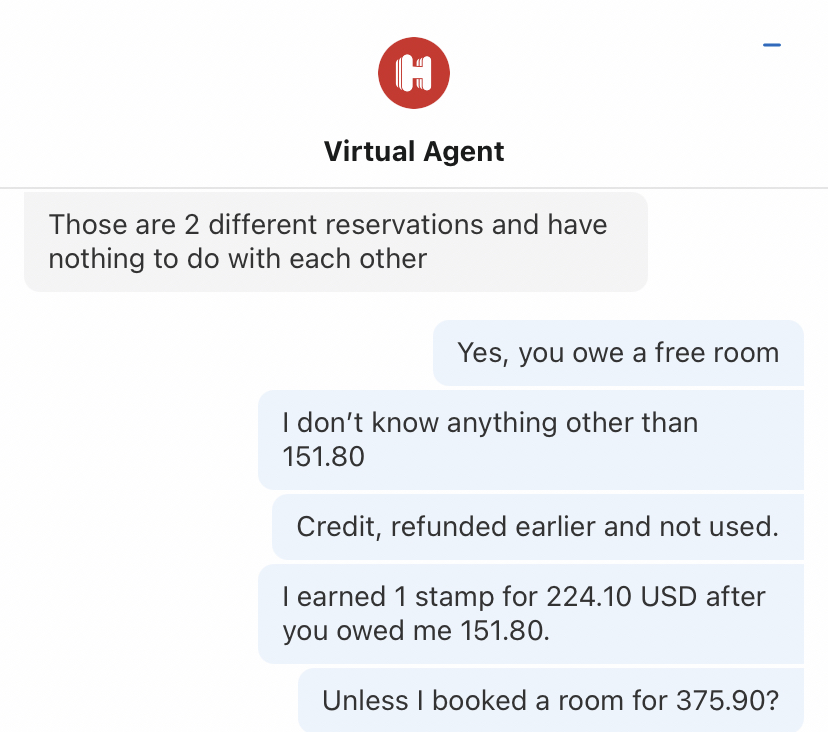 H
Virtual Agent
Those are 2 different reservations and have
nothing to do with each other
Yes, you owe a free room
I don’t know anything other than
151.80
Credit, refunded earlier and not used.
I earned 1 stamp for 224.10 USD after
you owed me 151.80.
Unless I booked a room for 375.90?